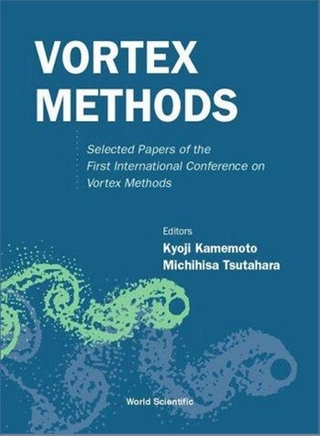 VORTEX
METHODS
Selected Papers of the
First International Conference on
Vortex Methods
Editors
Kyoji Kamemoto
Michihisa Tsutahara
World Scientific